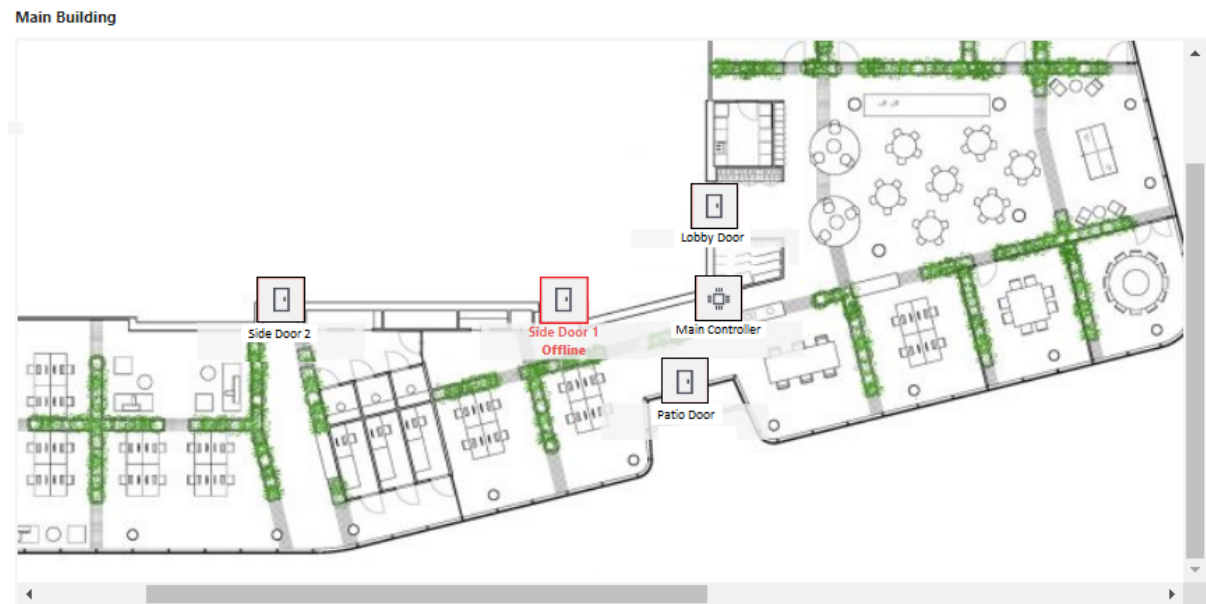 Main Building
Lobby Door
Side Door 2
Side Door 1
Offline
Main Controller
Patio Door